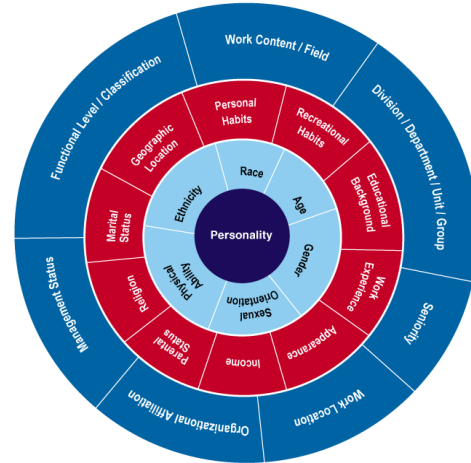 Personality
Race
Age
Gender
Sexual
Orientation
Physical
Ability
Ethnicity
Personal
Habits
Recreational
Habits
Educational
Background
Work
Experience
Appearance
Income
Parental
Status
Religion
Marital
Status
Geographic
Location
Work Content / Field
Division / Department / Unit / Group
Seniority
Work Location
Organizational Affiliation
Management Status
Functional Level / Classification